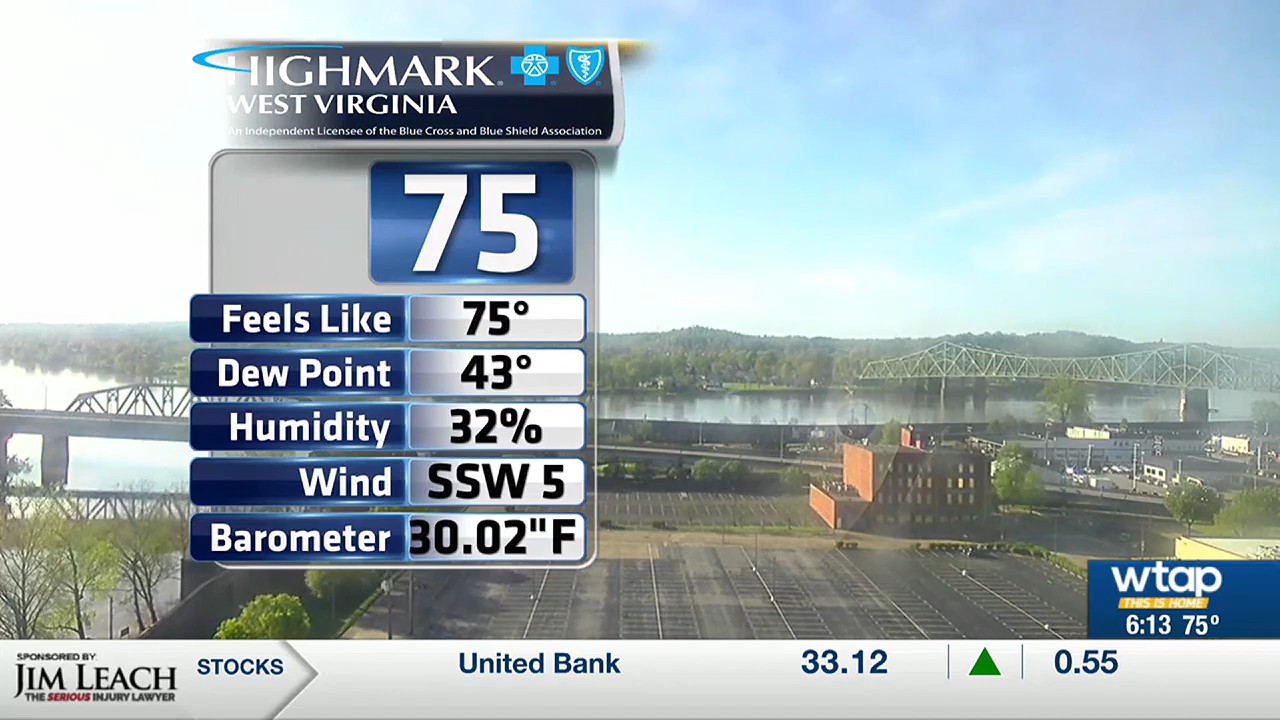 HIGHMARK®
WEST VIRGINIA
An Independent Licensee of the Blue Cross and Blue Shield Association
75
Feels Like 75°
Dew Point 43°
Humidity 32%
Wind SSW 5
Barometer 30.02"F
wtap
THIS IS HOME
6:13 75°
SPONSORED BY:
JIM LEACH
THE SERIOUS INJURY LAWYER
STOCKS
United Bank 33.12 0.55